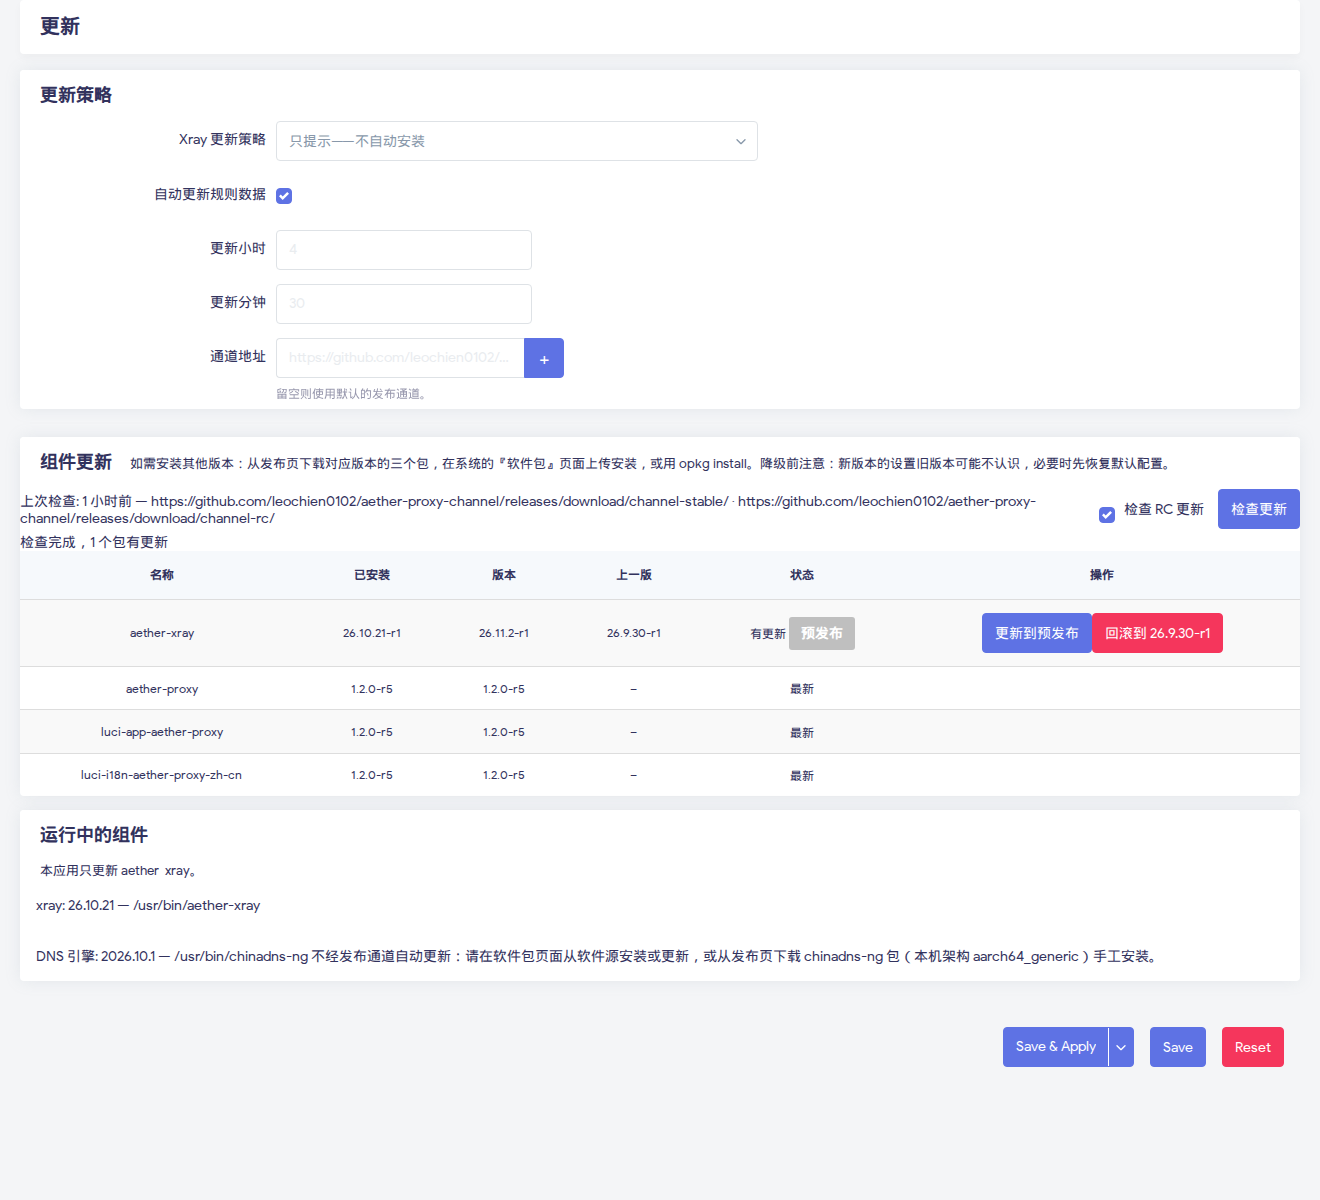 更新
更新策略
Xray 更新策略
只提示——不自动安装
自动更新规则数据
更新小时
4
更新分钟
30
通道地址
https://github.com/leochien0102/...
+
留空则使用默认的发布通道。
组件更新
如需安装其他版本：从发布页下载对应版本的三个包，在系统的『软件包』页面上传安装，或用 opkg install。降级前注意：新版本的设置旧版本可能不认识，必要时先恢复默认配置。
上次检查: 1 小时前 — https://github.com/leochien0102/aether-proxy-channel/releases/download/channel-stable/ · https://github.com/leochien0102/aether-proxy-
channel/releases/download/channel-rc/
检查 RC 更新
检查更新
检查完成，1 个包有更新
名称 已安装 版本 上一版 状态 操作
aether-xray 26.10.21-r1 26.11.2-r1 26.9.30-r1 有更新 预发布 更新到预发布 回滚到 26.9.30-r1
aether-proxy 1.2.0-r5 1.2.0-r5 – 最新
luci-app-aether-proxy 1.2.0-r5 1.2.0-r5 – 最新
luci-i18n-aether-proxy-zh-cn 1.2.0-r5 1.2.0-r5 – 最新
运行中的组件
本应用只更新 aether xray。
xray: 26.10.21 — /usr/bin/aether-xray
DNS 引擎: 2026.10.1 — /usr/bin/chinadns-ng 不经发布通道自动更新：请在软件包页面从软件源安装或更新，或从发布页下载 chinadns-ng 包（本机架构 aarch64_generic）手工安装。
Save & Apply
Save
Reset